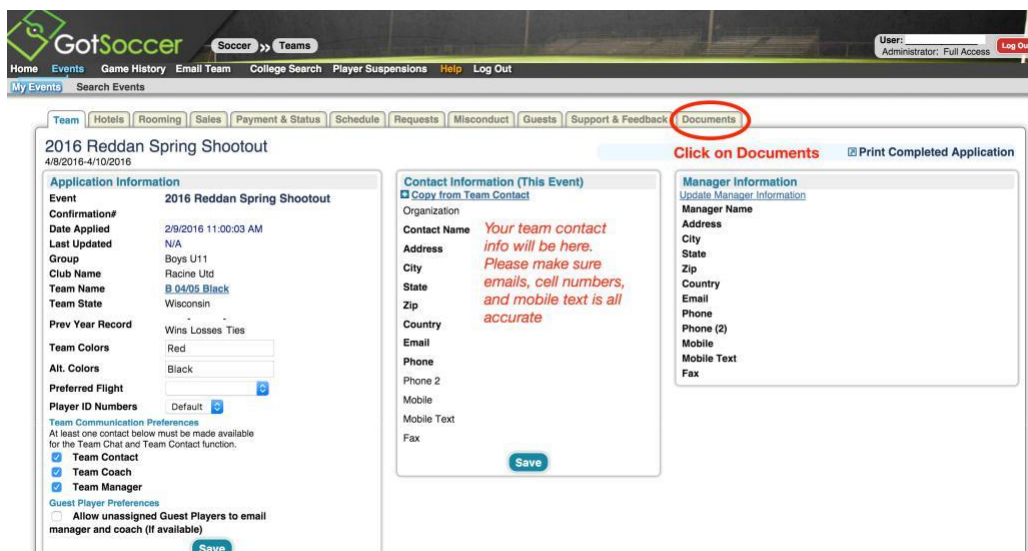 GotSoccer
Soccer » Teams
User:
Administrator: Full Access
Log Ou
Home Events Game History Email Team College Search Player Suspensions Help Log Out
My Events Search Events
Team Hotels Rooming Sales Payment & Status Schedule Requests Misconduct Guests Support & Feedback Documents
2016 Reddan Spring Shootout
4/8/2016-4/10/2016
Click on Documents
Print Completed Application
Application Information
Event 2016 Reddan Spring Shootout
Confirmation#
Date Applied 2/9/2016 11:00:03 AM
Last Updated N/A
Group Boys U11
Club Name Racine Utd
Team Name B 04/05 Black
Team State Wisconsin
Prev Year Record - -
Wins Losses Ties
Team Colors Red
Alt. Colors Black
Preferred Flight
Player ID Numbers Default
Team Communication Preferences
At least one contact below must be made available
for the Team Chat and Team Contact function.
Team Contact
Team Coach
Team Manager
Guest Player Preferences
Allow unassigned Guest Players to email
manager and coach (If available)
Save
Contact Information (This Event)
Copy from Team Contact
Organization
Contact Name
Address
City
State
Zip
Country
Email
Phone
Phone 2
Mobile
Mobile Text
Fax
Save
Your team contact
info will be here.
Please make sure
emails, cell numbers,
and mobile text is all
accurate
Manager Information
Update Manager Information
Manager Name
Address
City
State
Zip
Country
Email
Phone
Phone (2)
Mobile
Mobile Text
Fax